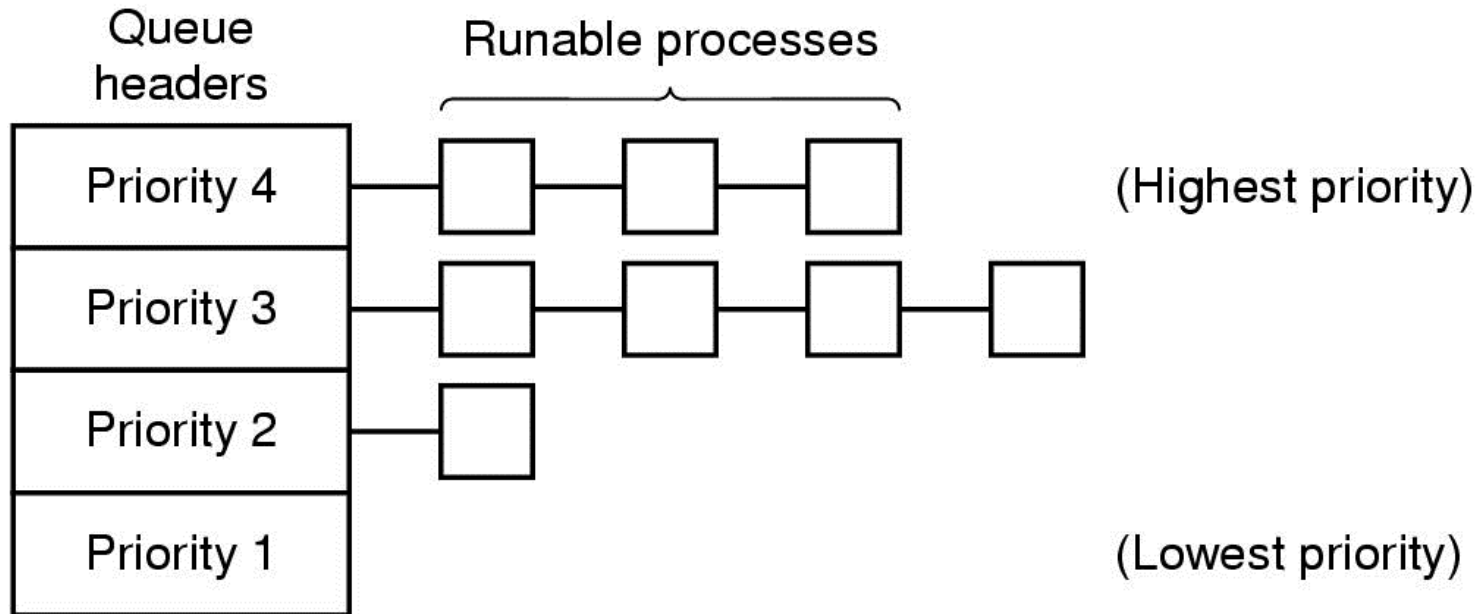 Queue
headers
Runable processes
Priority 4
(Highest priority)
Priority 3
Priority 2
Priority 1
(Lowest priority)